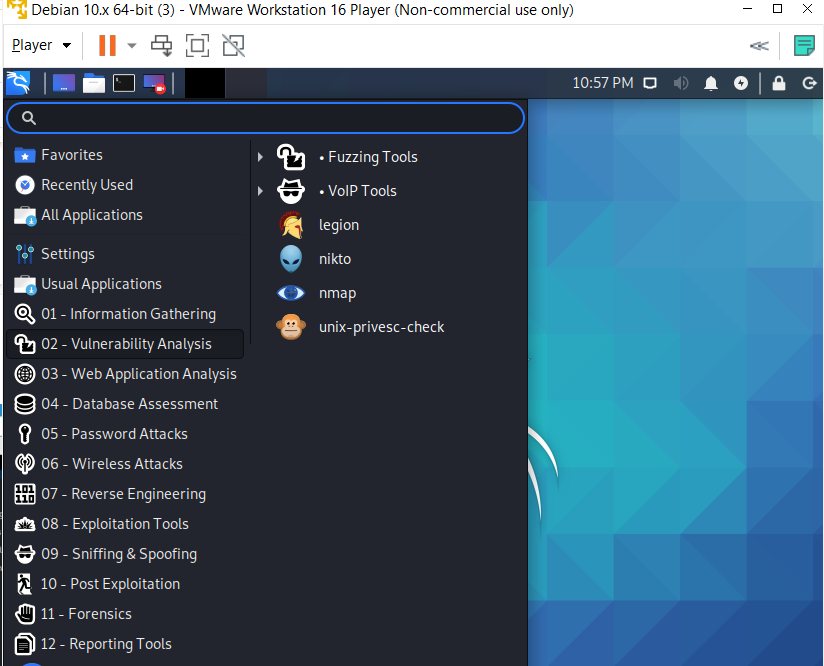 Debian 10.x 64-bit (3) - VMware Workstation 16 Player (Non-commercial use only)
Player
10:57 PM
Favorites
Recently Used
All Applications
Settings
Usual Applications
01 - Information Gathering
02 - Vulnerability Analysis
03 - Web Application Analysis
04 - Database Assessment
05 - Password Attacks
06 - Wireless Attacks
07 - Reverse Engineering
08 - Exploitation Tools
09 - Sniffing & Spoofing
10 - Post Exploitation
11 - Forensics
12 - Reporting Tools
• Fuzzing Tools
• VoIP Tools
legion
nikto
nmap
unix-privesc-check